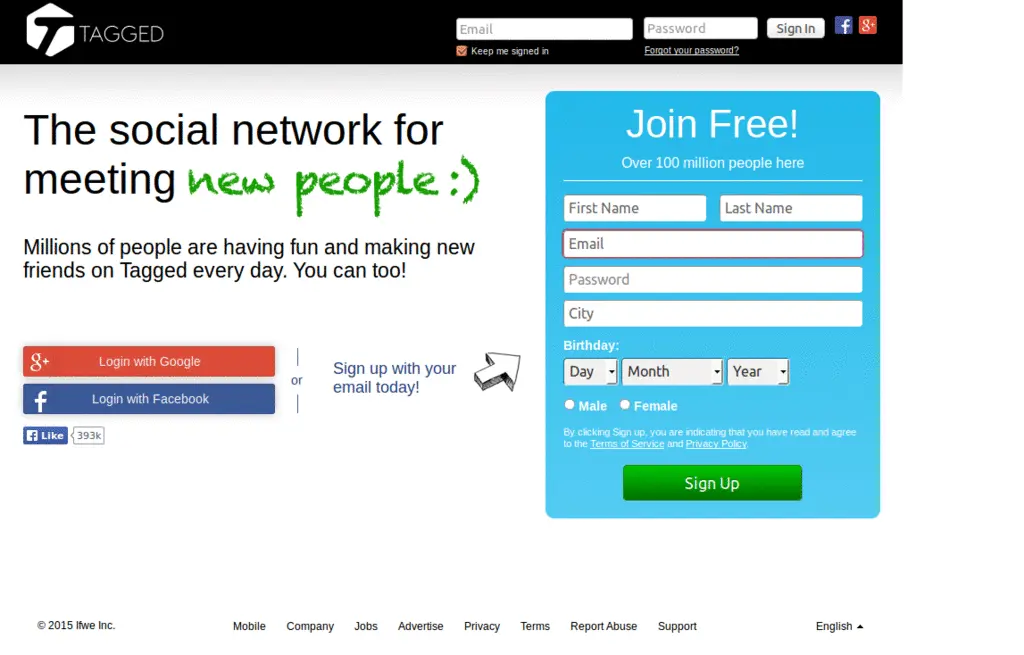 TAGGED
Email
Password
Sign In
Keep me signed in
Forgot your password?
The social network for
meeting new people :)
Millions of people are having fun and making new
friends on Tagged every day. You can too!
Login with Google
Login with Facebook
or
Sign up with your
email today!
Like
393k
Join Free!
Over 100 million people here
First Name
Last Name
Email
Password
City
Birthday:
Day
Month
Year
Male
Female
By clicking Sign up, you are indicating that you have read and agree
to the Terms of Service and Privacy Policy.
Sign Up
© 2015 Ifwe Inc.
Mobile
Company
Jobs
Advertise
Privacy
Terms
Report Abuse
Support
English